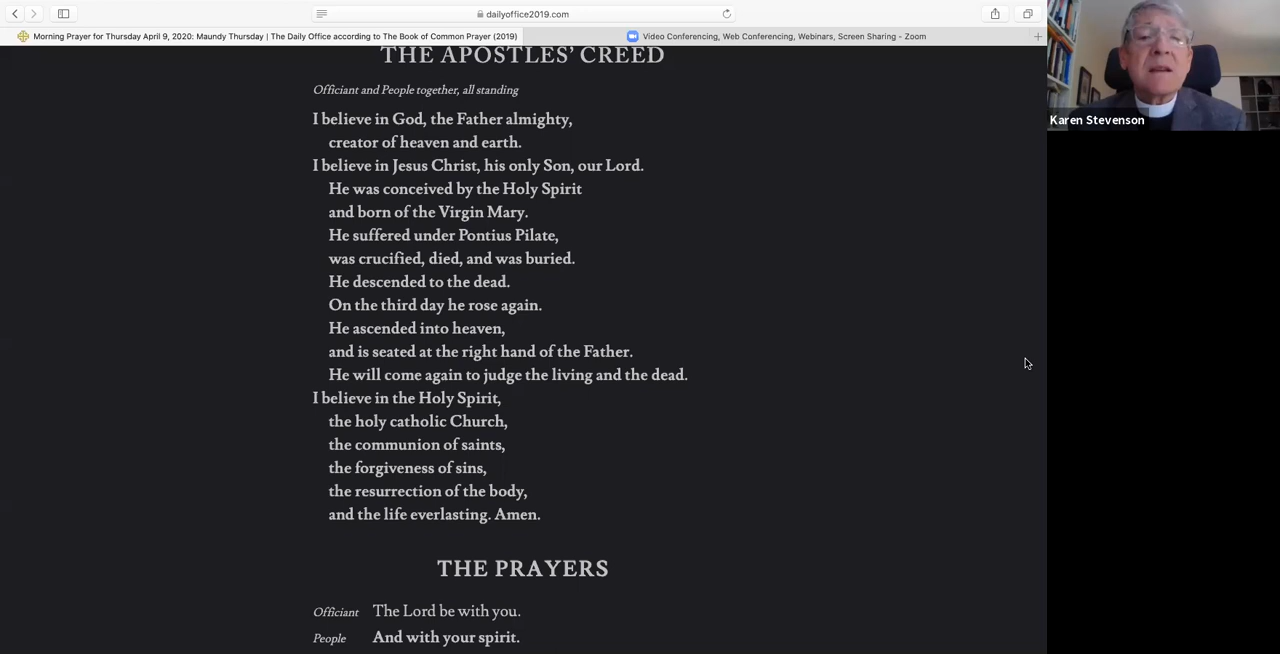 dailyoffice2019.com
Morning Prayer for Thursday April 9, 2020: Maundy Thursday | The Daily Office according to The Book of Common Prayer (2019)
Video Conferencing, Web Conferencing, Webinars, Screen Sharing - Zoom
Karen Stevenson
THE APOSTLES’ CREED
Officiant and People together, all standing
I believe in God, the Father almighty,
creator of heaven and earth.
I believe in Jesus Christ, his only Son, our Lord.
He was conceived by the Holy Spirit
and born of the Virgin Mary.
He suffered under Pontius Pilate,
was crucified, died, and was buried.
He descended to the dead.
On the third day he rose again.
He ascended into heaven,
and is seated at the right hand of the Father.
He will come again to judge the living and the dead.
I believe in the Holy Spirit,
the holy catholic Church,
the communion of saints,
the forgiveness of sins,
the resurrection of the body,
and the life everlasting. Amen.
THE PRAYERS
Officiant The Lord be with you.
People And with your spirit.